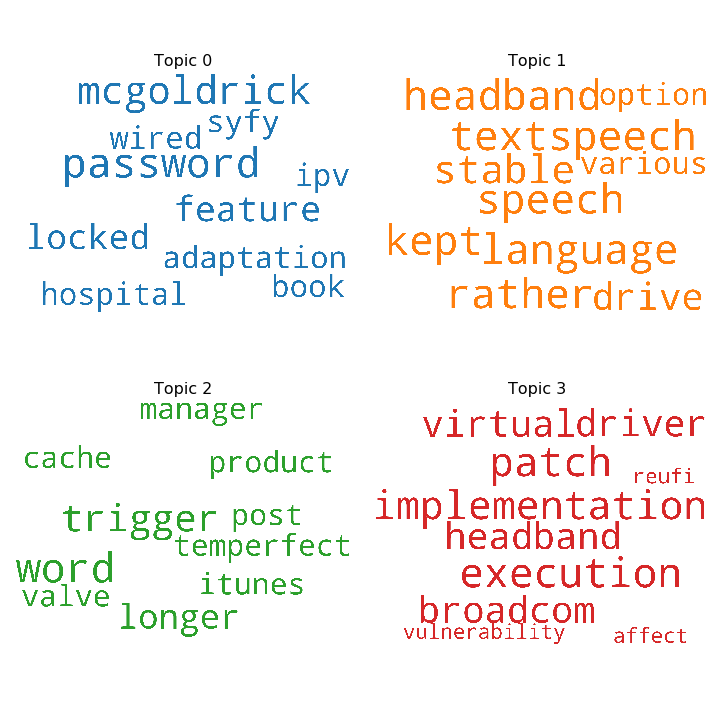 Topic 0
mcgoldrick
syfy
wired
password
ipv
feature
locked
adaptation
book
hospital
Topic 1
headband option
textspeech
stable various
speech
kept language
rather drive
Topic 2
manager
cache
product
trigger post
temperfect
word itunes
valve
longer
Topic 3
virtual driver
patch
reufi
implementation
headband
execution
broadcom
vulnerability affect